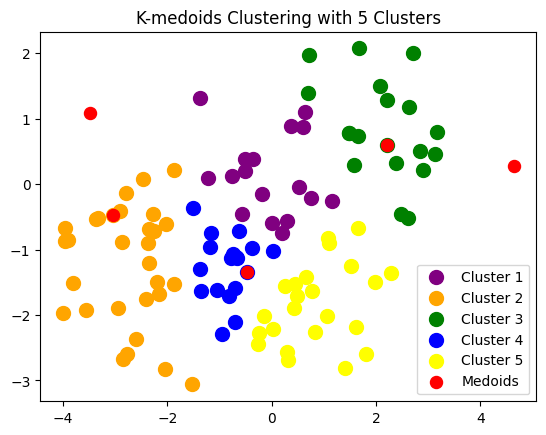 K-medoids Clustering with 5 Clusters
2
1
0
−1
−2
−3
−4
−2
0
2
4
Cluster 1
Cluster 2
Cluster 3
Cluster 4
Cluster 5
Medoids